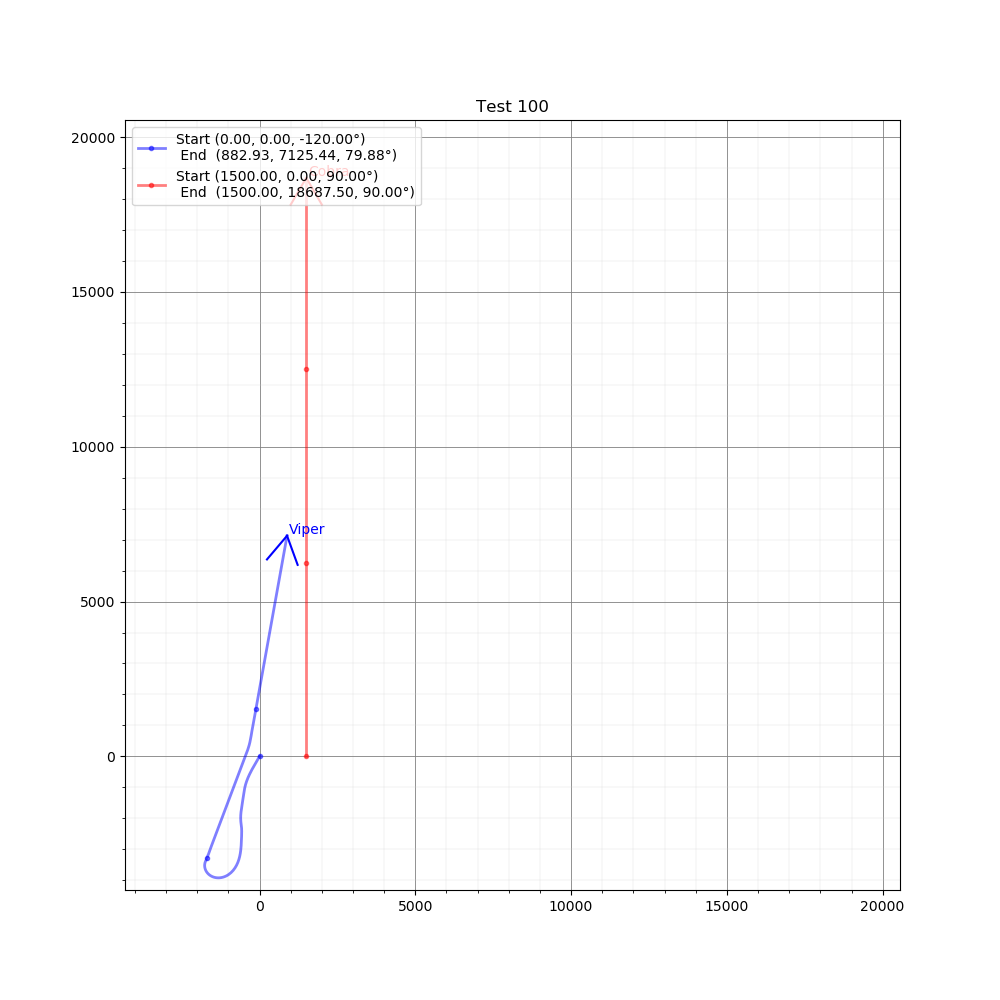 Test 100
Start (0.00, 0.00, -120.00°)
End (882.93, 7125.44, 79.88°)
Start (1500.00, 0.00, 90.00°)
End (1500.00, 18687.50, 90.00°)
20000
15000
10000
5000
0
Viper
0
5000
10000
15000
20000